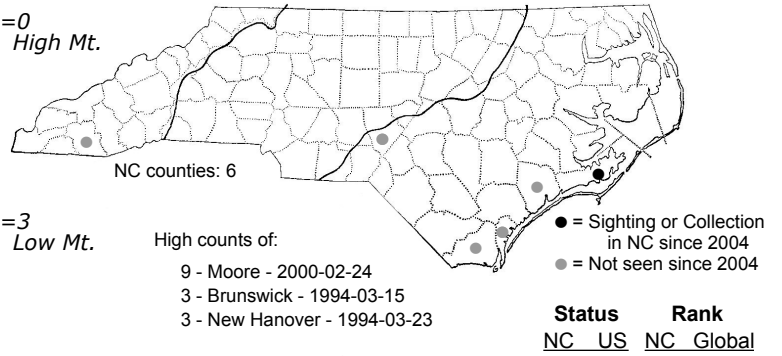 =0
High Mt.
NC counties: 6
=3
Low Mt.
High counts of:
9 - Moore - 2000-02-24
3 - Brunswick - 1994-03-15
3 - New Hanover - 1994-03-23
● = Sighting or Collection
in NC since 2004
● = Not seen since 2004
Status Rank
NC US NC Global